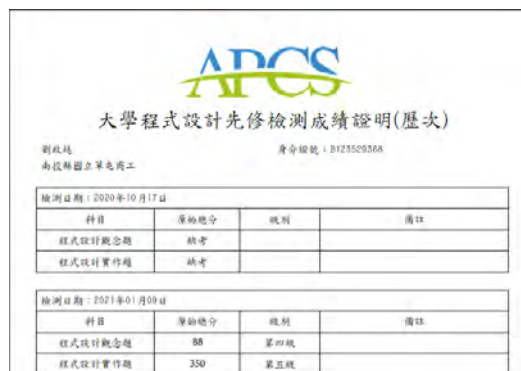 APCS
大學程式設計先修檢測成績證明(歷次)
身分證號：B123529368
南投縣國立草屯商工
檢測日期：2020年10月17日
科目 原始總分 級別 備註
程式設計觀念題 缺考
程式設計實作題 缺考
檢測日期：2021年01月09日
科目 原始總分 級別 備註
程式設計觀念題 88 第四級
程式設計實作題 350 第五級